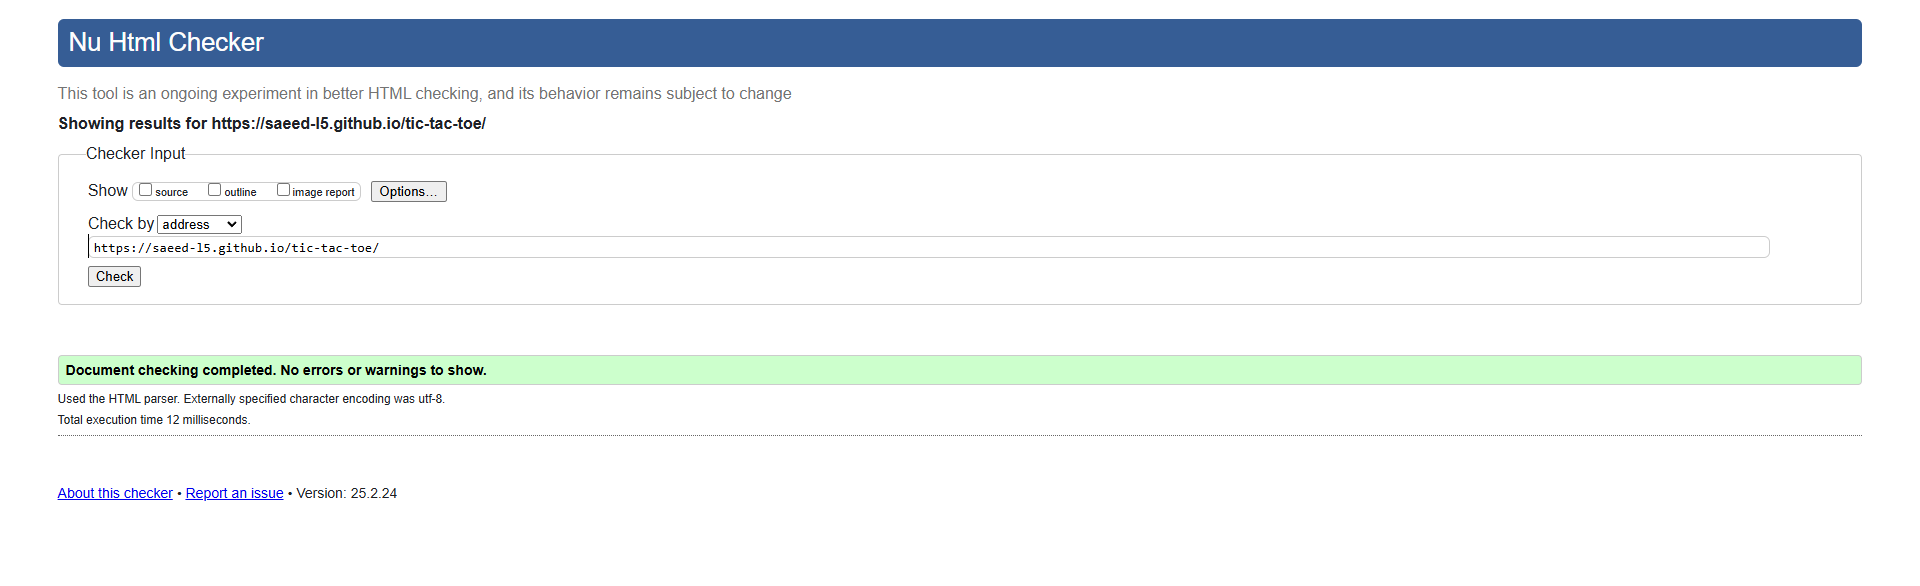 Nu Html Checker
This tool is an ongoing experiment in better HTML checking, and its behavior remains subject to change
Showing results for https://saeed-l5.github.io/tic-tac-toe/
Checker Input
Show source outline image report Options...
Check by address
https://saeed-l5.github.io/tic-tac-toe/
Check
Document checking completed. No errors or warnings to show.
Used the HTML parser. Externally specified character encoding was utf-8.
Total execution time 12 milliseconds.
About this checker • Report an issue • Version: 25.2.24